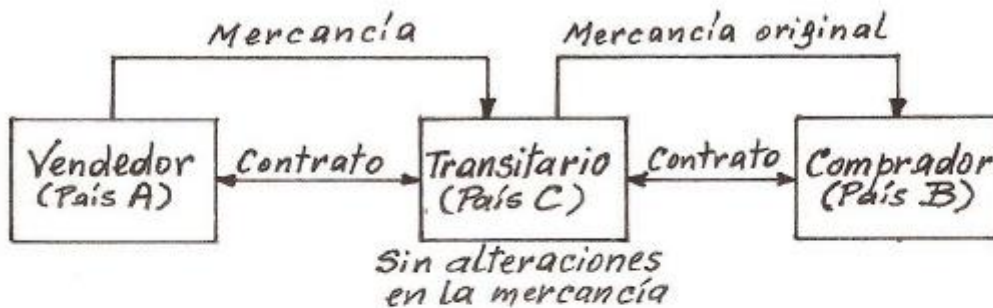 Mercancía
Mercancía original
Vendedor
(País A)
Contrato
Transitario
(País C)
Contrato
Comprador
(País B)
Sin alteraciones
en la mercancía